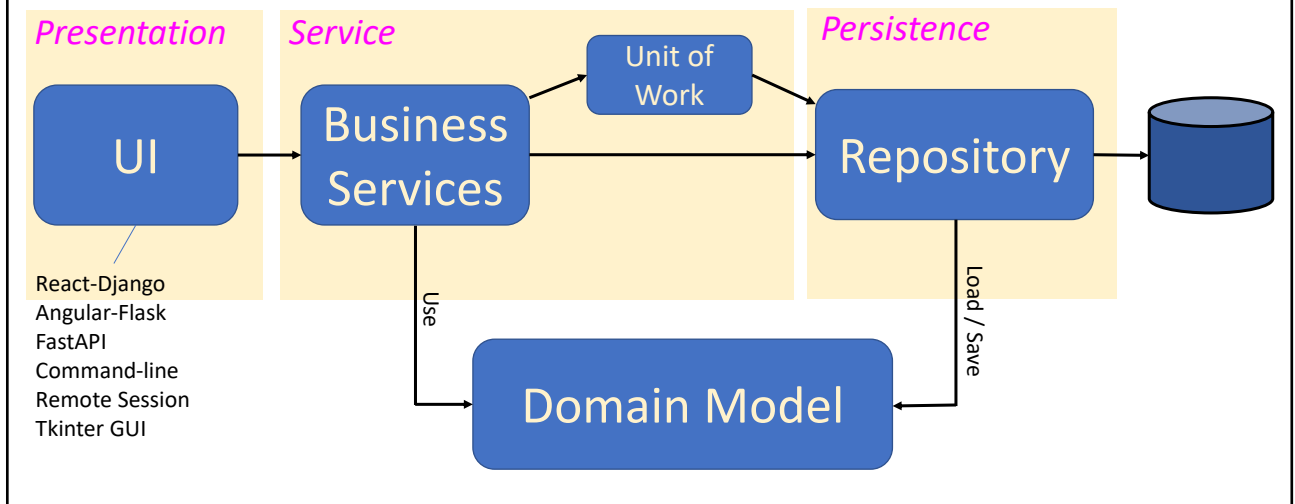 Presentation
Service
Persistence
Unit of
Work
UI
Business
Services
Repository
React-Django
Angular-Flask
FastAPI
Command-line
Remote Session
Tkinter GUI
Use
Load / Save
Domain Model